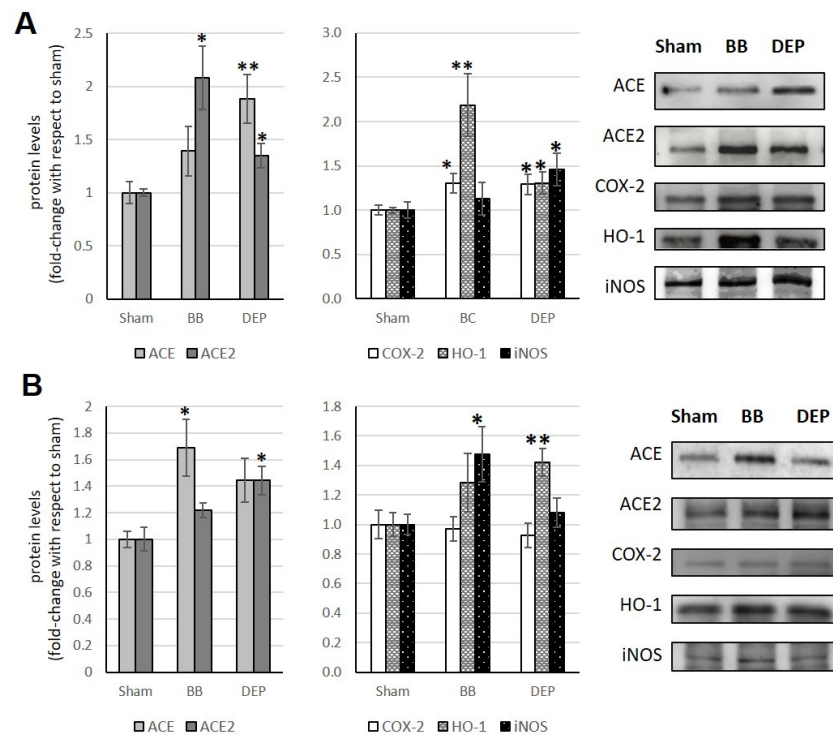 A
protein levels
(fold-change with respect to sham)
2.5
2
1.5
1
0.5
0
*
**
*
Sham BB DEP
ACE ACE2
3.0
2.5
2.0
1.5
1.0
0.5
0.0
*
**
*
*
*
Sham BC DEP
COX-2 HO-1 iNOS
Sham BB DEP
ACE
ACE2
COX-2
HO-1
iNOS
B
protein levels
(fold-change with respect to sham)
2
1.8
1.6
1.4
1.2
1
0.8
0.6
0.4
0.2
0
*
*
Sham BB DEP
ACE ACE2
1.8
1.6
1.4
1.2
1.0
0.8
0.6
0.4
0.2
0.0
*
**
Sham BB DEP
COX-2 HO-1 iNOS
Sham BB DEP
ACE
ACE2
COX-2
HO-1
iNOS